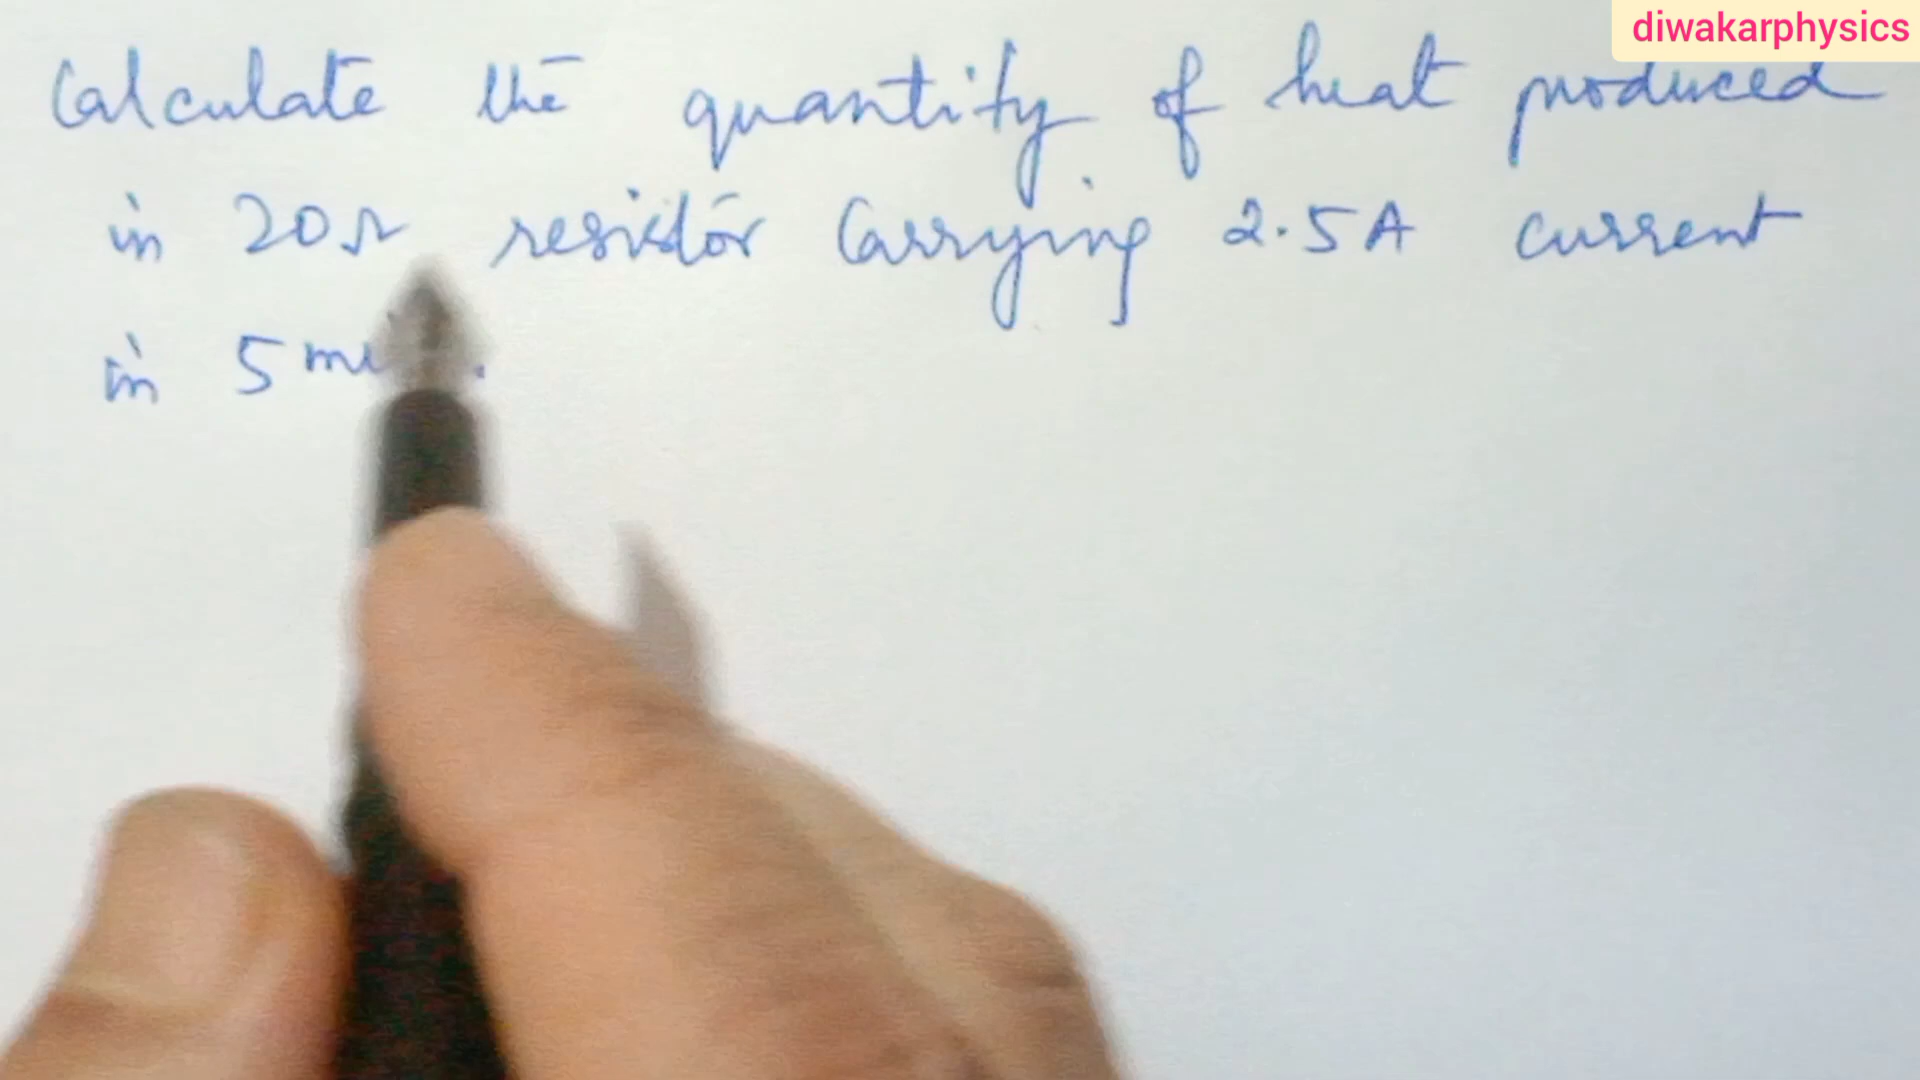 diwakarphysics
Calculate the quantity of heat produced
in 20Ω resistor carrying 2.5A current
in 5